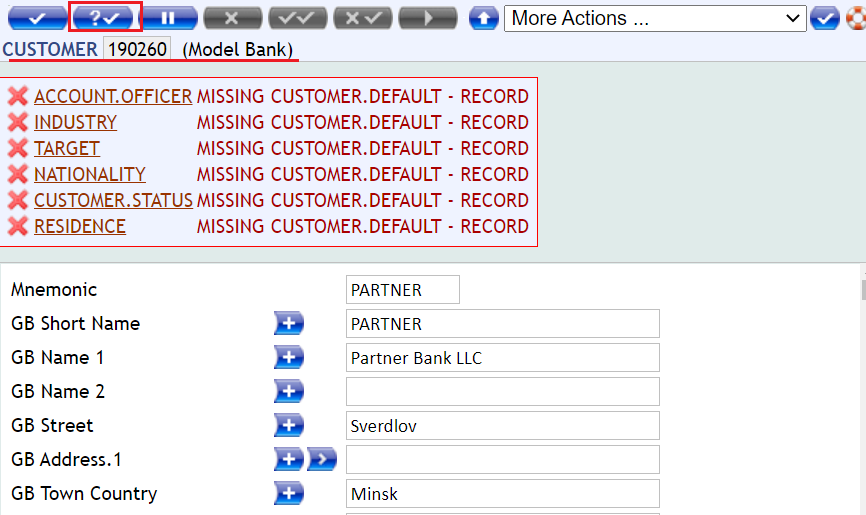 More Actions ...
CUSTOMER 190260 (Model Bank)
ACCOUNT.OFFICER MISSING CUSTOMER.DEFAULT - RECORD
INDUSTRY MISSING CUSTOMER.DEFAULT - RECORD
TARGET MISSING CUSTOMER.DEFAULT - RECORD
NATIONALITY MISSING CUSTOMER.DEFAULT - RECORD
CUSTOMER.STATUS MISSING CUSTOMER.DEFAULT - RECORD
RESIDENCE MISSING CUSTOMER.DEFAULT - RECORD
Mnemonic PARTNER
GB Short Name PARTNER
GB Name 1 Partner Bank LLC
GB Name 2
GB Street Sverdlov
GB Address.1
GB Town Country Minsk